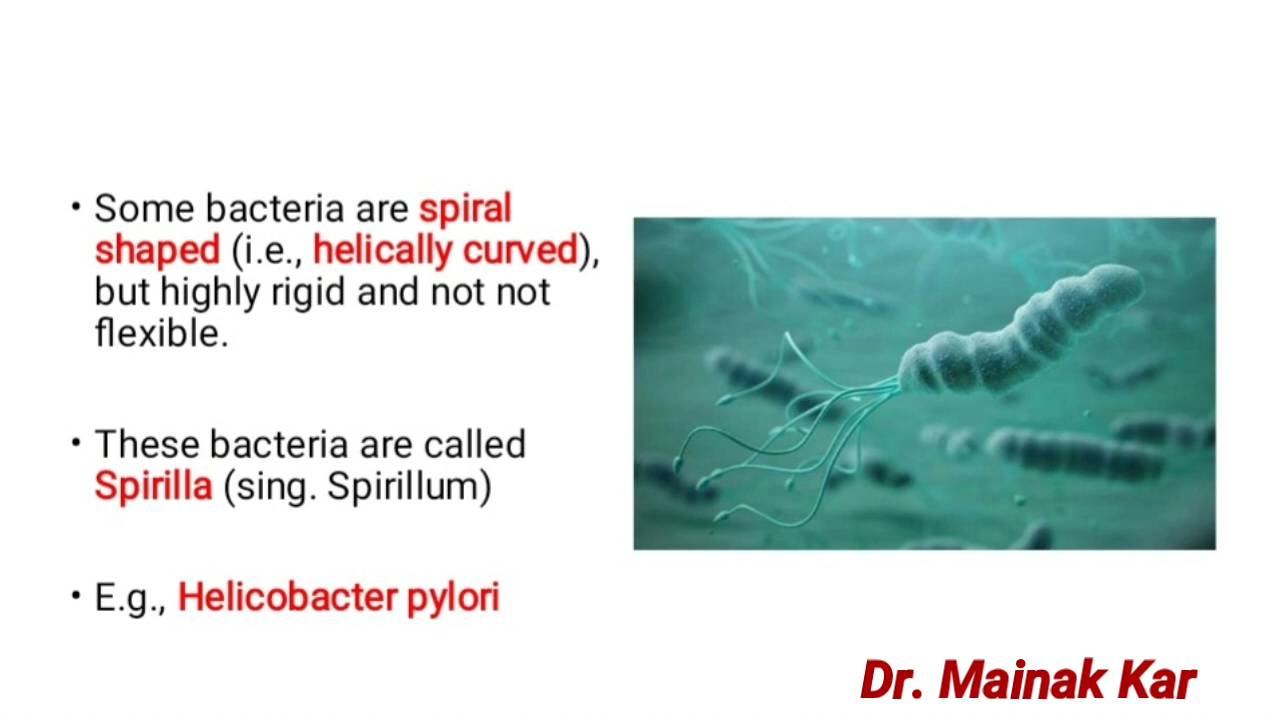 • Some bacteria are spiral
shaped (i.e., helically curved),
but highly rigid and not not
flexible.
• These bacteria are called
Spirilla (sing. Spirillum)
• E.g., Helicobacter pylori
Dr. Mainak Kar